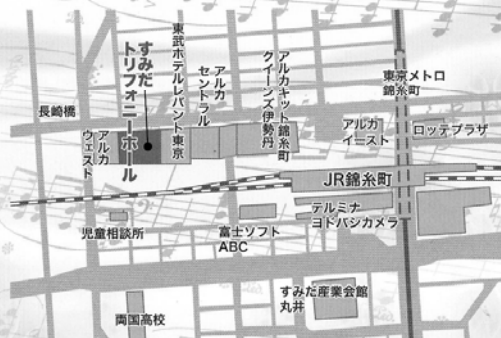 長崎橋
アルカ
ウェスト
すみだ
トリフォニーホール
東武ホテルレバント東京
アルカ
セントラル
アルカキット錦糸町
クイーンズ伊勢丹
東京メトロ
錦糸町
アルカ
イースト
ロッテプラザ
JR錦糸町
テルミナ
ヨドバシカメラ
児童相談所
富士ソフト
ABC
すみだ産業会館
丸井
両国高校